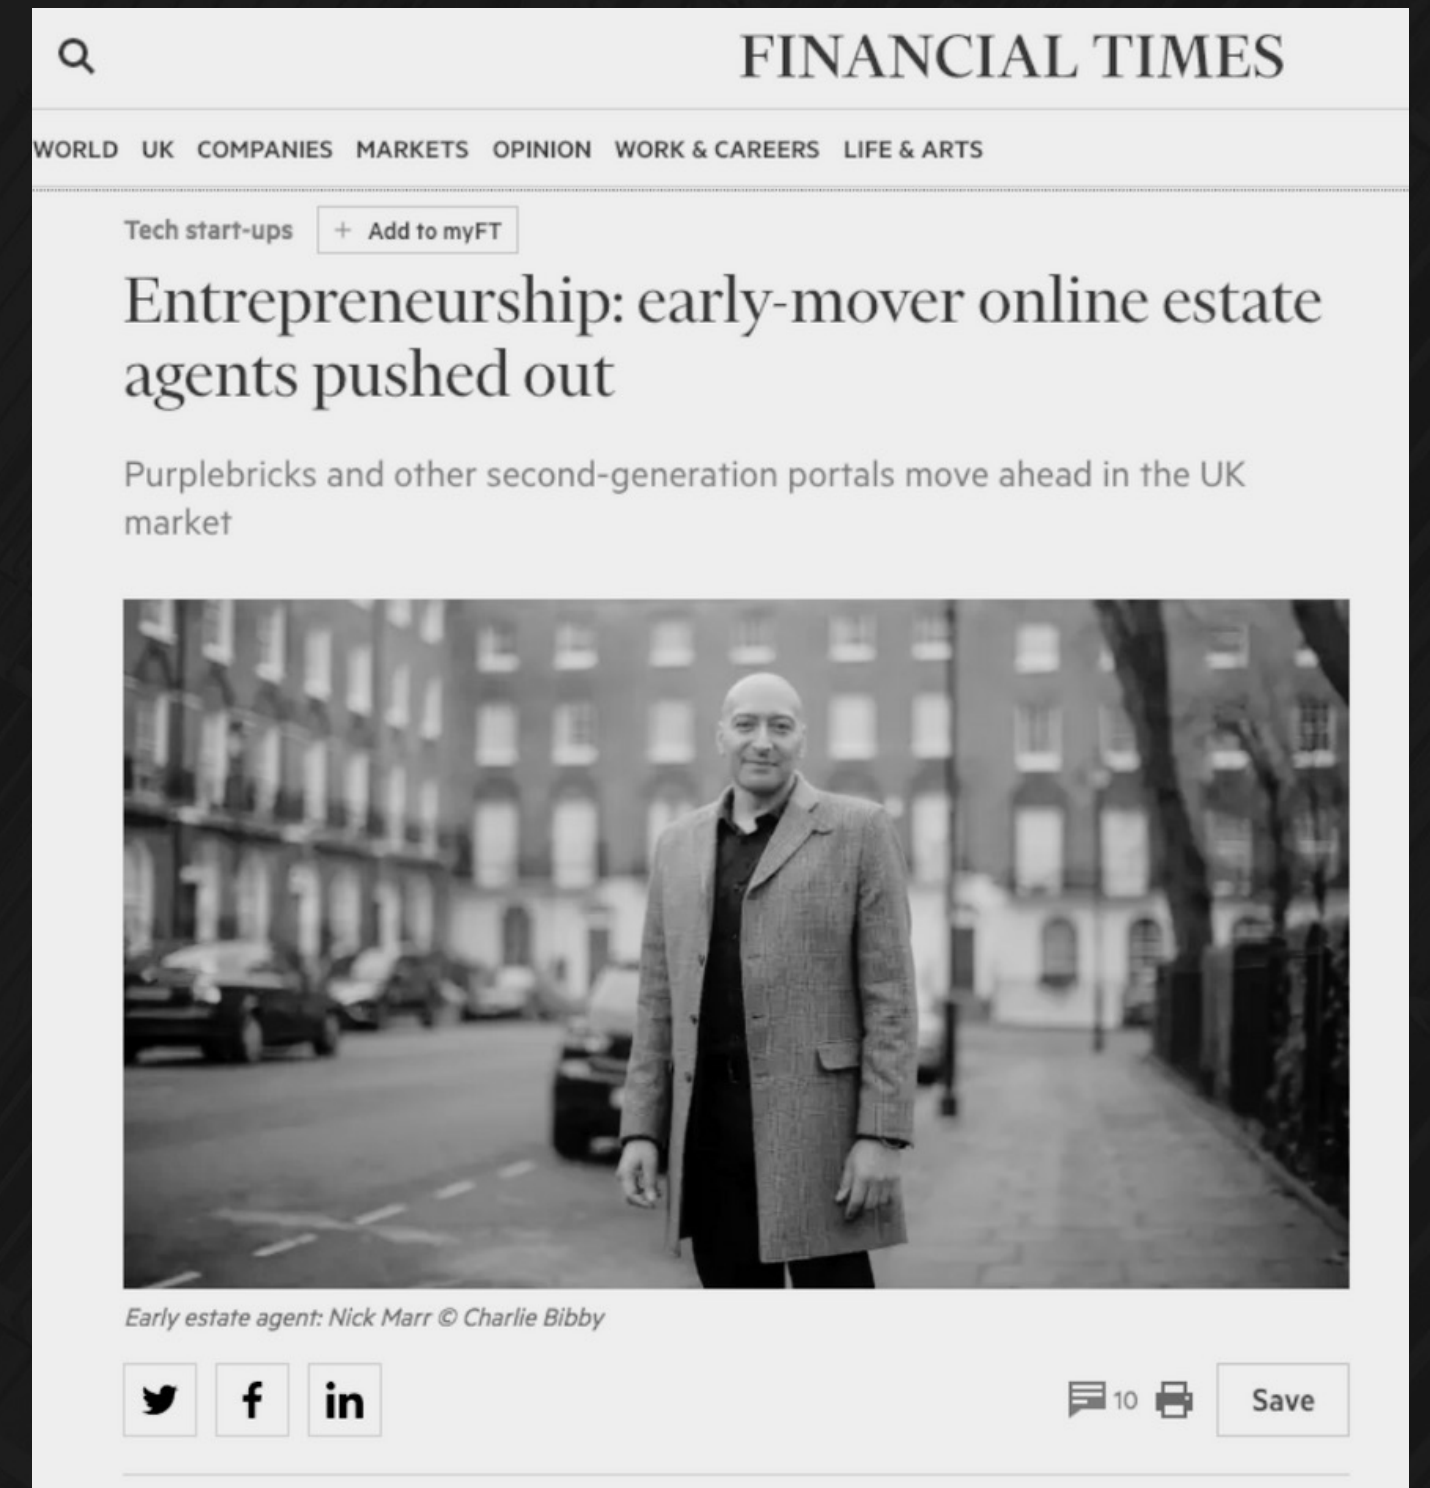 FINANCIAL TIMES
WORLD UK COMPANIES MARKETS OPINION WORK & CAREERS LIFE & ARTS
Tech start-ups + Add to myFT
Entrepreneurship: early-mover online estate
agents pushed out
Purplebricks and other second-generation portals move ahead in the UK
market
Early estate agent: Nick Marr © Charlie Bibby
f in 10 Save